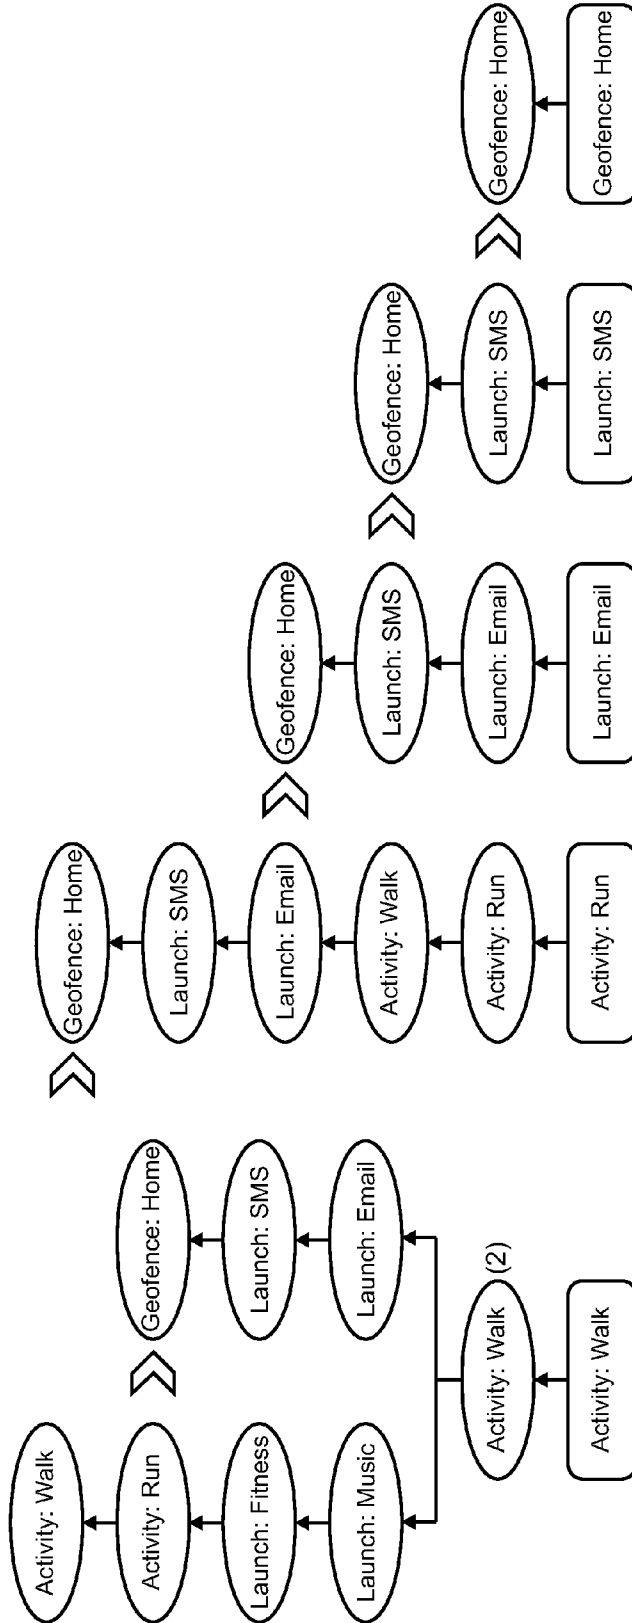 Activity: Walk
Geofence: Home
Activity: Run
Geofence: Home
Launch: SMS
Launch: Fitness
Launch: SMS
Launch: Email
Geofence: Home
Launch: Music
Launch: Email
Activity: Walk
Launch: SMS
Geofence: Home
Activity: Walk
(2)
Activity: Run
Launch: Email
Launch: SMS
Geofence: Home
Activity: Walk
Activity: Run
Launch: Email
Launch: SMS
Geofence: Home